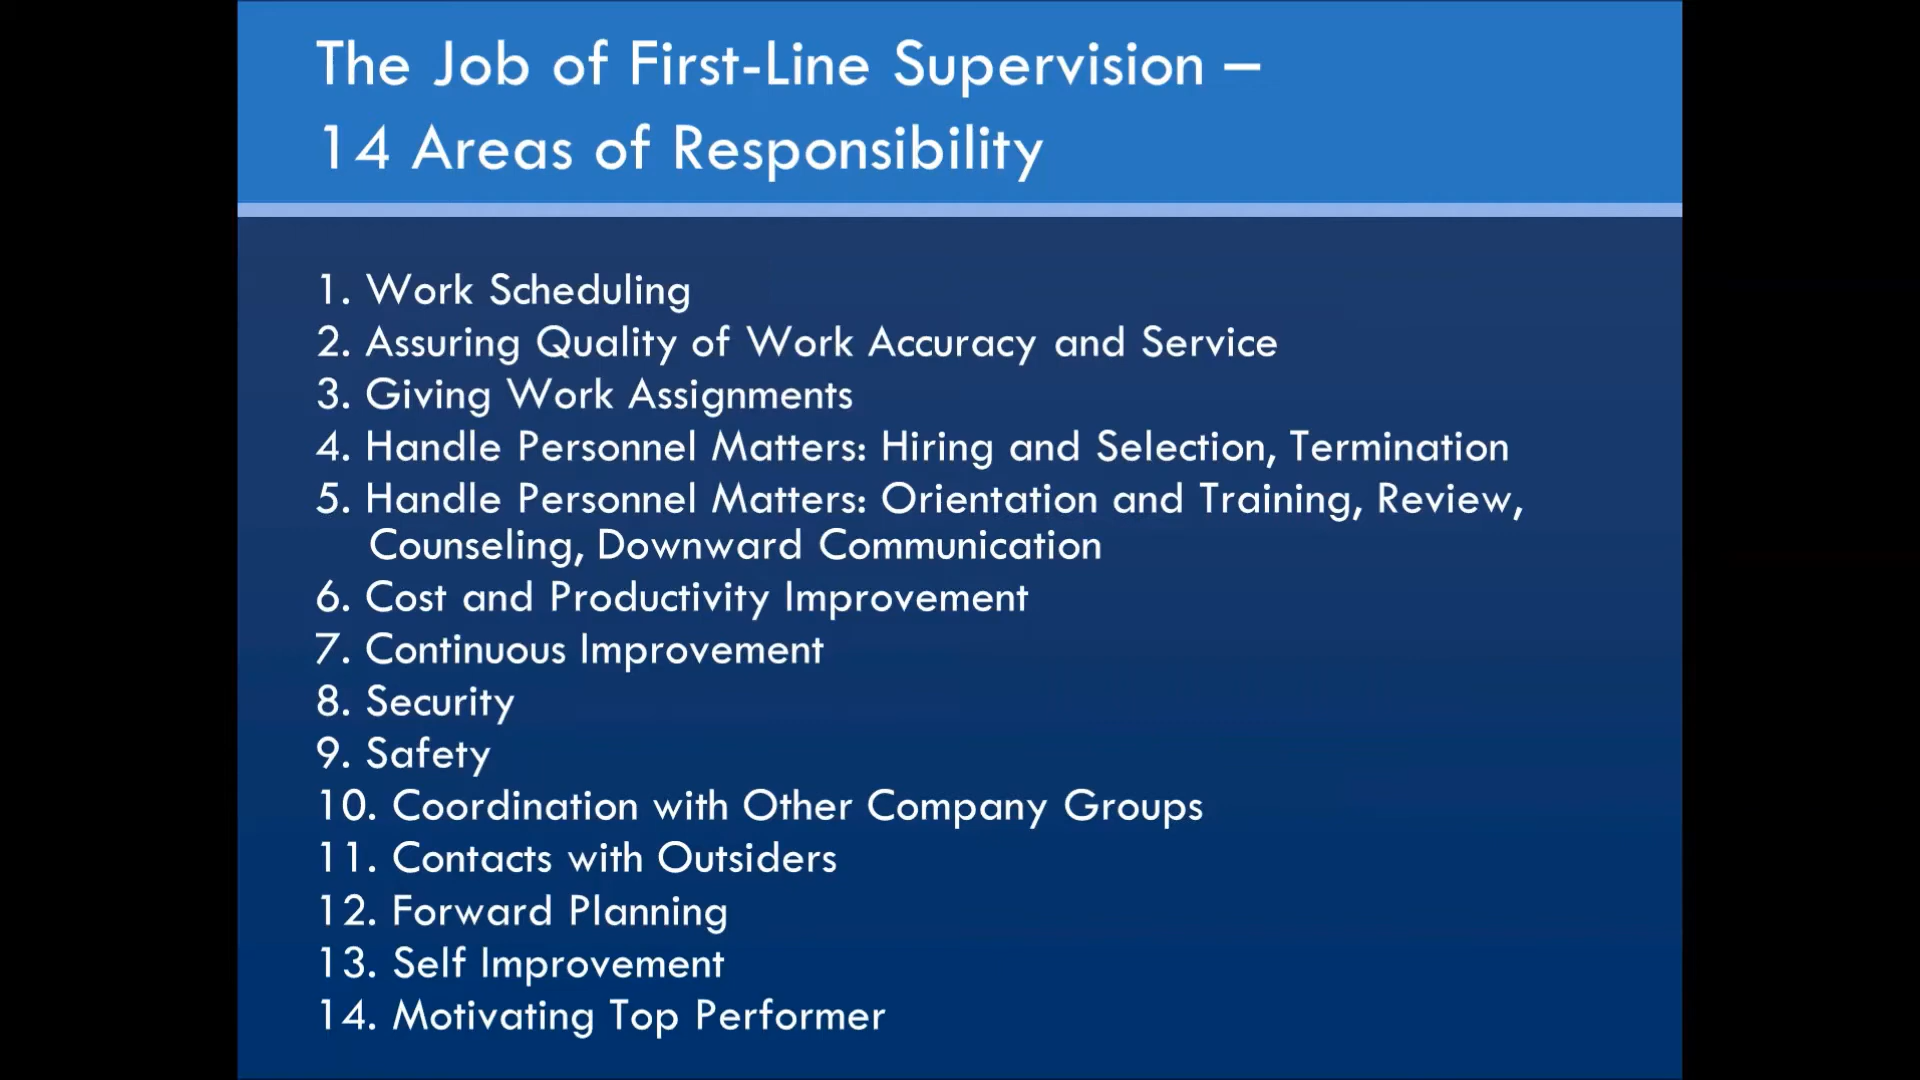 The Job of First-Line Supervision –
14 Areas of Responsibility
1. Work Scheduling
2. Assuring Quality of Work Accuracy and Service
3. Giving Work Assignments
4. Handle Personnel Matters: Hiring and Selection, Termination
5. Handle Personnel Matters: Orientation and Training, Review,
Counseling, Downward Communication
6. Cost and Productivity Improvement
7. Continuous Improvement
8. Security
9. Safety
10. Coordination with Other Company Groups
11. Contacts with Outsiders
12. Forward Planning
13. Self Improvement
14. Motivating Top Performer